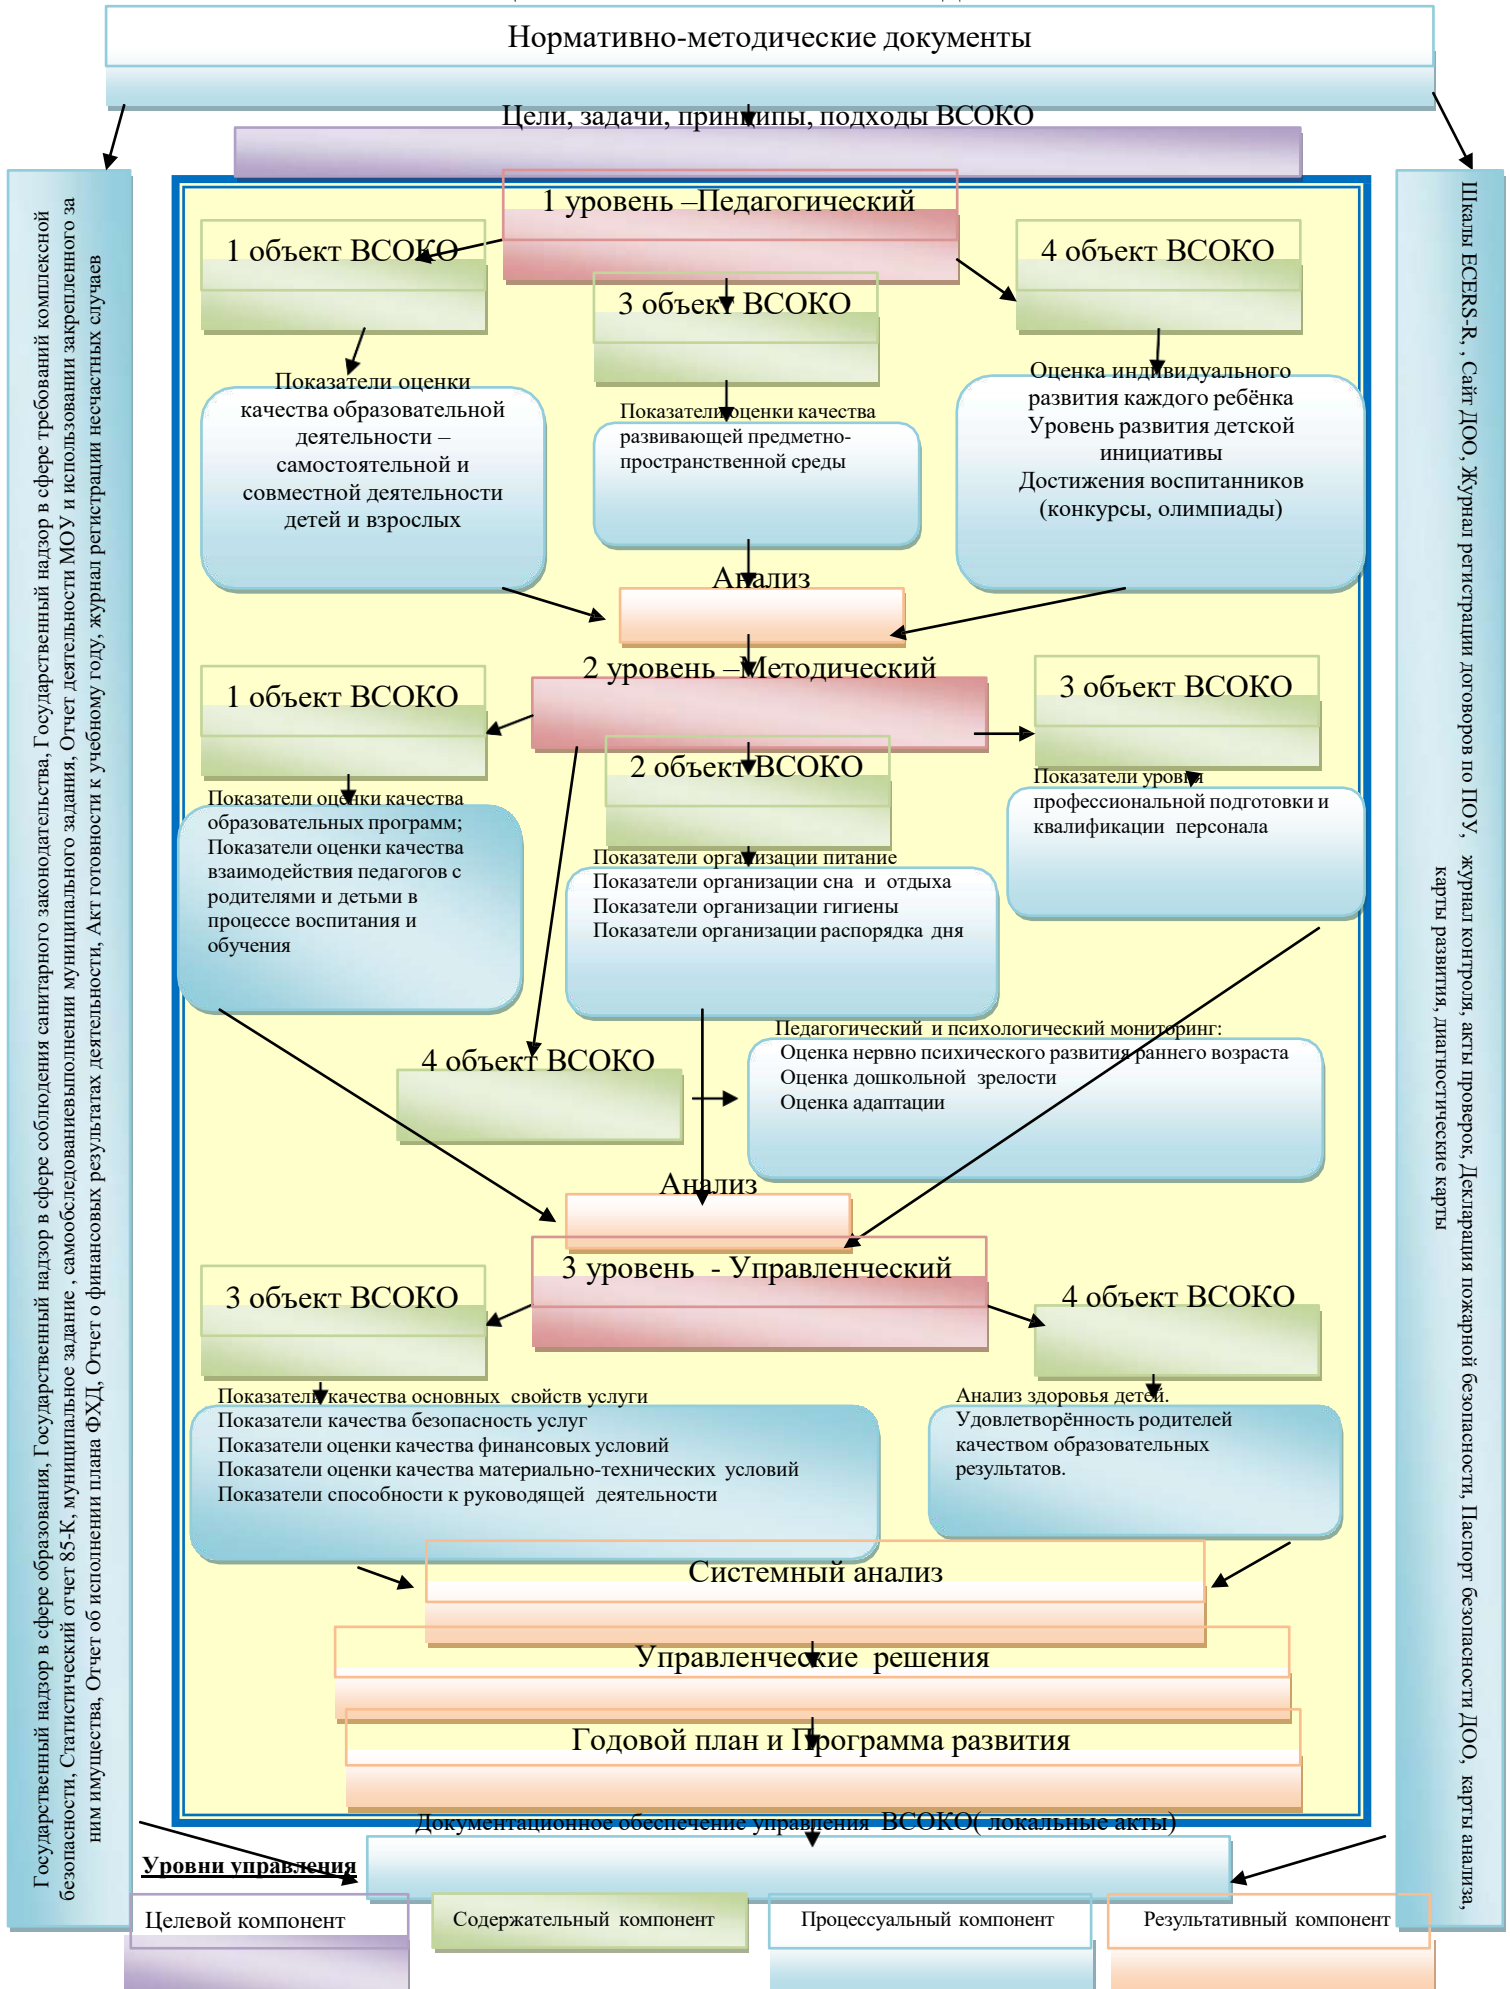 Нормативно-методические документы
Цели, задачи, принципы, подходы ВСОКО
1 уровень –Педагогический
1 объект ВСОКО
4 объект ВСОКО
3 объект ВСОКО
Показатели оценки
качества образовательной
деятельности –
самостоятельной и
совместной деятельности
детей и взрослых
Показатели оценки качества
развивающей предметно-
пространственной среды
Оценка индивидуального
развития каждого ребёнка
Уровень развития детской
инициативы
Достижения воспитанников
(конкурсы, олимпиады)
Анализ
2 уровень –Методический
1 объект ВСОКО
3 объект ВСОКО
2 объект ВСОКО
Показатели оценки качества
образовательных программ;
Показатели оценки качества
взаимодействия педагогов с
родителями и детьми в
процессе воспитания и
обучения
Показатели организации питание
Показатели организации сна и отдыха
Показатели организации гигиены
Показатели организации распорядка дня
Показатели уровня
профессиональной подготовки и
квалификации персонала
4 объект ВСОКО
Педагогический и психологический мониторинг:
Оценка нервно психического развития раннего возраста
Оценка дошкольной зрелости
Оценка адаптации
Анализ
3 уровень - Управленческий
3 объект ВСОКО
4 объект ВСОКО
Показатели качества основных свойств услуги
Показатели качества безопасность услуг
Показатели оценки качества финансовых условий
Показатели оценки качества материально-технических условий
Показатели способности к руководящей деятельности
Анализ здоровья детей.
Удовлетворённость родителей
качеством образовательных
результатов.
Системный анализ
Управленческие решения
Годовой план и Программа развития
Документационное обеспечение управления ВСОКО( локальные акты)
Уровни управления
Целевой компонент
Содержательный компонент
Процессуальный компонент
Результативный компонент
Государственный надзор в сфере образования, Государственный надзор в сфере соблюдения санитарного законодательства, Государственный надзор в сфере требований комплексной
безопасности, Статистический отчет 85-К, муниципальное задание , самообследованиевыполнении муниципального задания, Отчет деятельности МОУ и использовании закрепленного за
ним имущества, Отчет об исполнении плана ФХД, Отчет о финансовых результатах деятельности, Акт готовности к учебному году, журнал регистрации несчастных случаев
Шкалы ECERS-R, , Сайт ДОО, Журнал регистрации договоров по ПОУ, журнал контроля, акты проверок, Декларация пожарной безопасности, Паспорт безопасности ДОО, карты анализа,
карты развития, диагностические карты